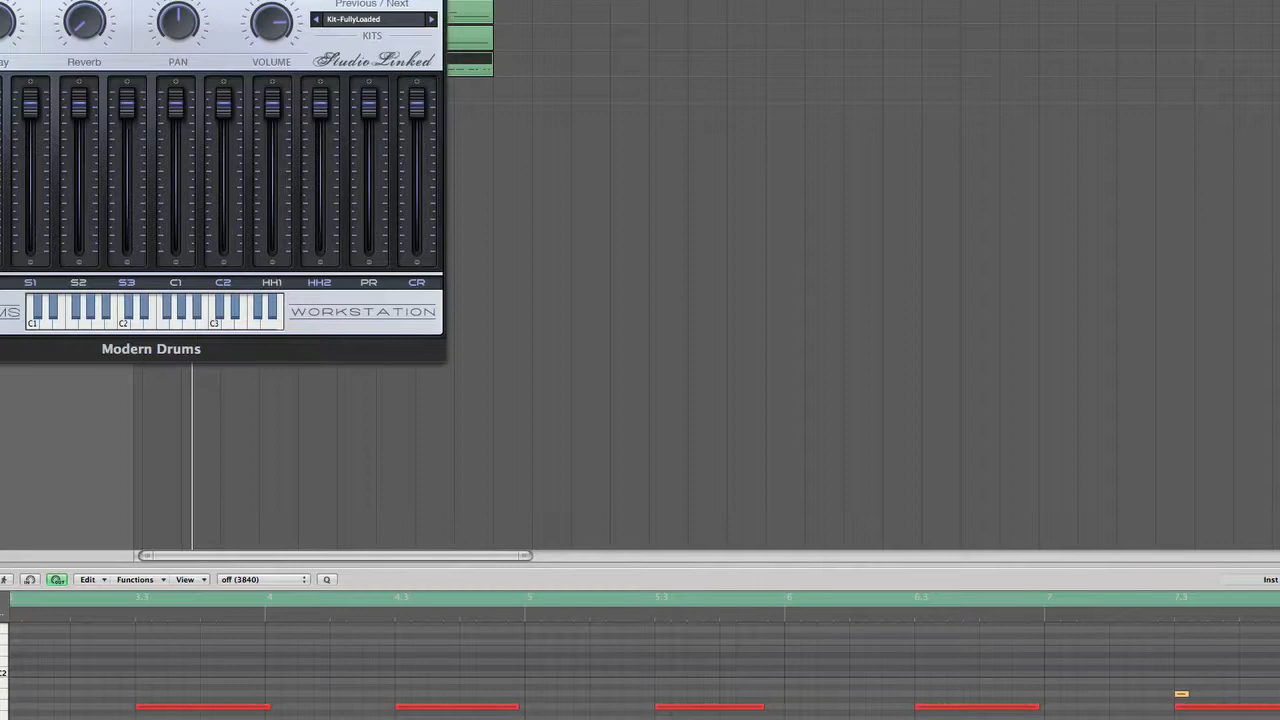 Previous / Next
Kit-FullyLoaded
KITS
ay Reverb PAN VOLUME Studio Linked
S1 S2 S3 C1 C2 HH1 HH2 PR CR
MS C1 C2 C3 WORKSTATION
Modern Drums
Edit Functions View off (3840) Q Inst
3.3 4 4.3 5 5.3 6 6.3 7 7.3
C2